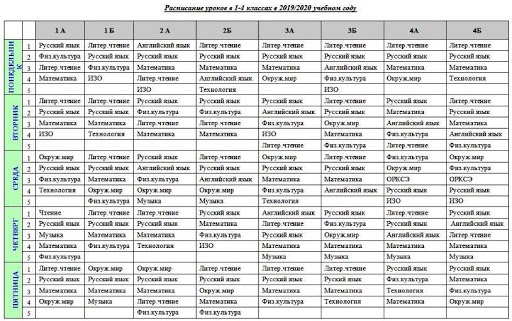 Расписание уроков в 1-4 классах в 2019/2020 учебном году
1 А 1 Б 2 А 2Б 3А 3Б 4А 4Б
ПОНЕДЕЛЬНИК
1 Русский язык Литер.чтение Английский язык Литер.чтение Русский язык Русский язык Литер.чтение Литер.чтение
2 Физ.культура Русский язык Русский язык Русский язык Литер.чтение Литер.чтение Русский язык Русский язык
3 Литер.чтение Физ.культура Математика Математика Математика Окруж.мир Физ.культура Математика
4 Математика ИЗО Литер.чтение Английский язык Окруж.мир Физ.культура Окруж.мир Технология
5 ИЗО Технология ИЗО
ВТОРНИК
1 Литер.чтение Литер.чтение Русский язык Русский язык Русский язык Литер.чтение Русский язык Литер.чтение
2 Русский язык Русский язык Физ.культура Физ.культура Английский язык Русский язык Математика Русский язык
3 Математика Математика Литер.чтение Литер.чтение Физ.культура Окруж.мир Английский язык Математика
4 ИЗО Технология Математика Математика ИЗО Математика Физ.культура Английский язык
5 Литер.чтение Физ.культура Литер.чтение Физ.культура
СРЕДА
1 Окруж.мир Литер.чтение Русский язык Литер.чтение Литер.чтение Физ.культура Литер.чтение Окруж.мир
2 Русский язык Русский язык Английский язык Русский язык Русский язык Русский язык Окруж.мир Физ.культура
3 Математика Математика Физ.культура Английский язык Математика Математика ОРКСЭ ОРКСЭ
4 Технология Окруж.мир Окруж.мир Окруж.мир Физ.культура Английский язык Русский язык Русский язык
5 Физ.культура Музыка Музыка Технология ИЗО ИЗО
ЧЕТВЕРГ
1 Чтение Литер.чтение Литер.чтение Русский язык Английский язык Литер.чтение Литер.чтение Русский язык
2 Русский язык Русский язык Русский язык Математика Литер.чтение Русский язык Русский язык Английский язык
3 Музыка Математика Математика Физ.культура Русский язык Окруж.мир Английский язык Литер.чтение
4 Математика Физ.культура Технология ИЗО Математика Математика Математика Математика
5 Физ.культура Музыка Музыка Музыка Музыка
ПЯТНИЦА
1 Литер.чтение Окруж.мир Окруж.мир Литер.чтение Литер.чтение Английский язык Русский язык Физ.культура
2 Русский язык Русский язык Русский язык Русский язык Русский язык Русский язык Физ.культура Русский язык
3 Математика Математика Математика Окруж.мир Окруж.мир Математика Технология Математика
4 Окруж.мир Музыка Литер.чтение Математика Физ.культура Технология Математика Окруж.мир
5 Физ.культура Физ.культура